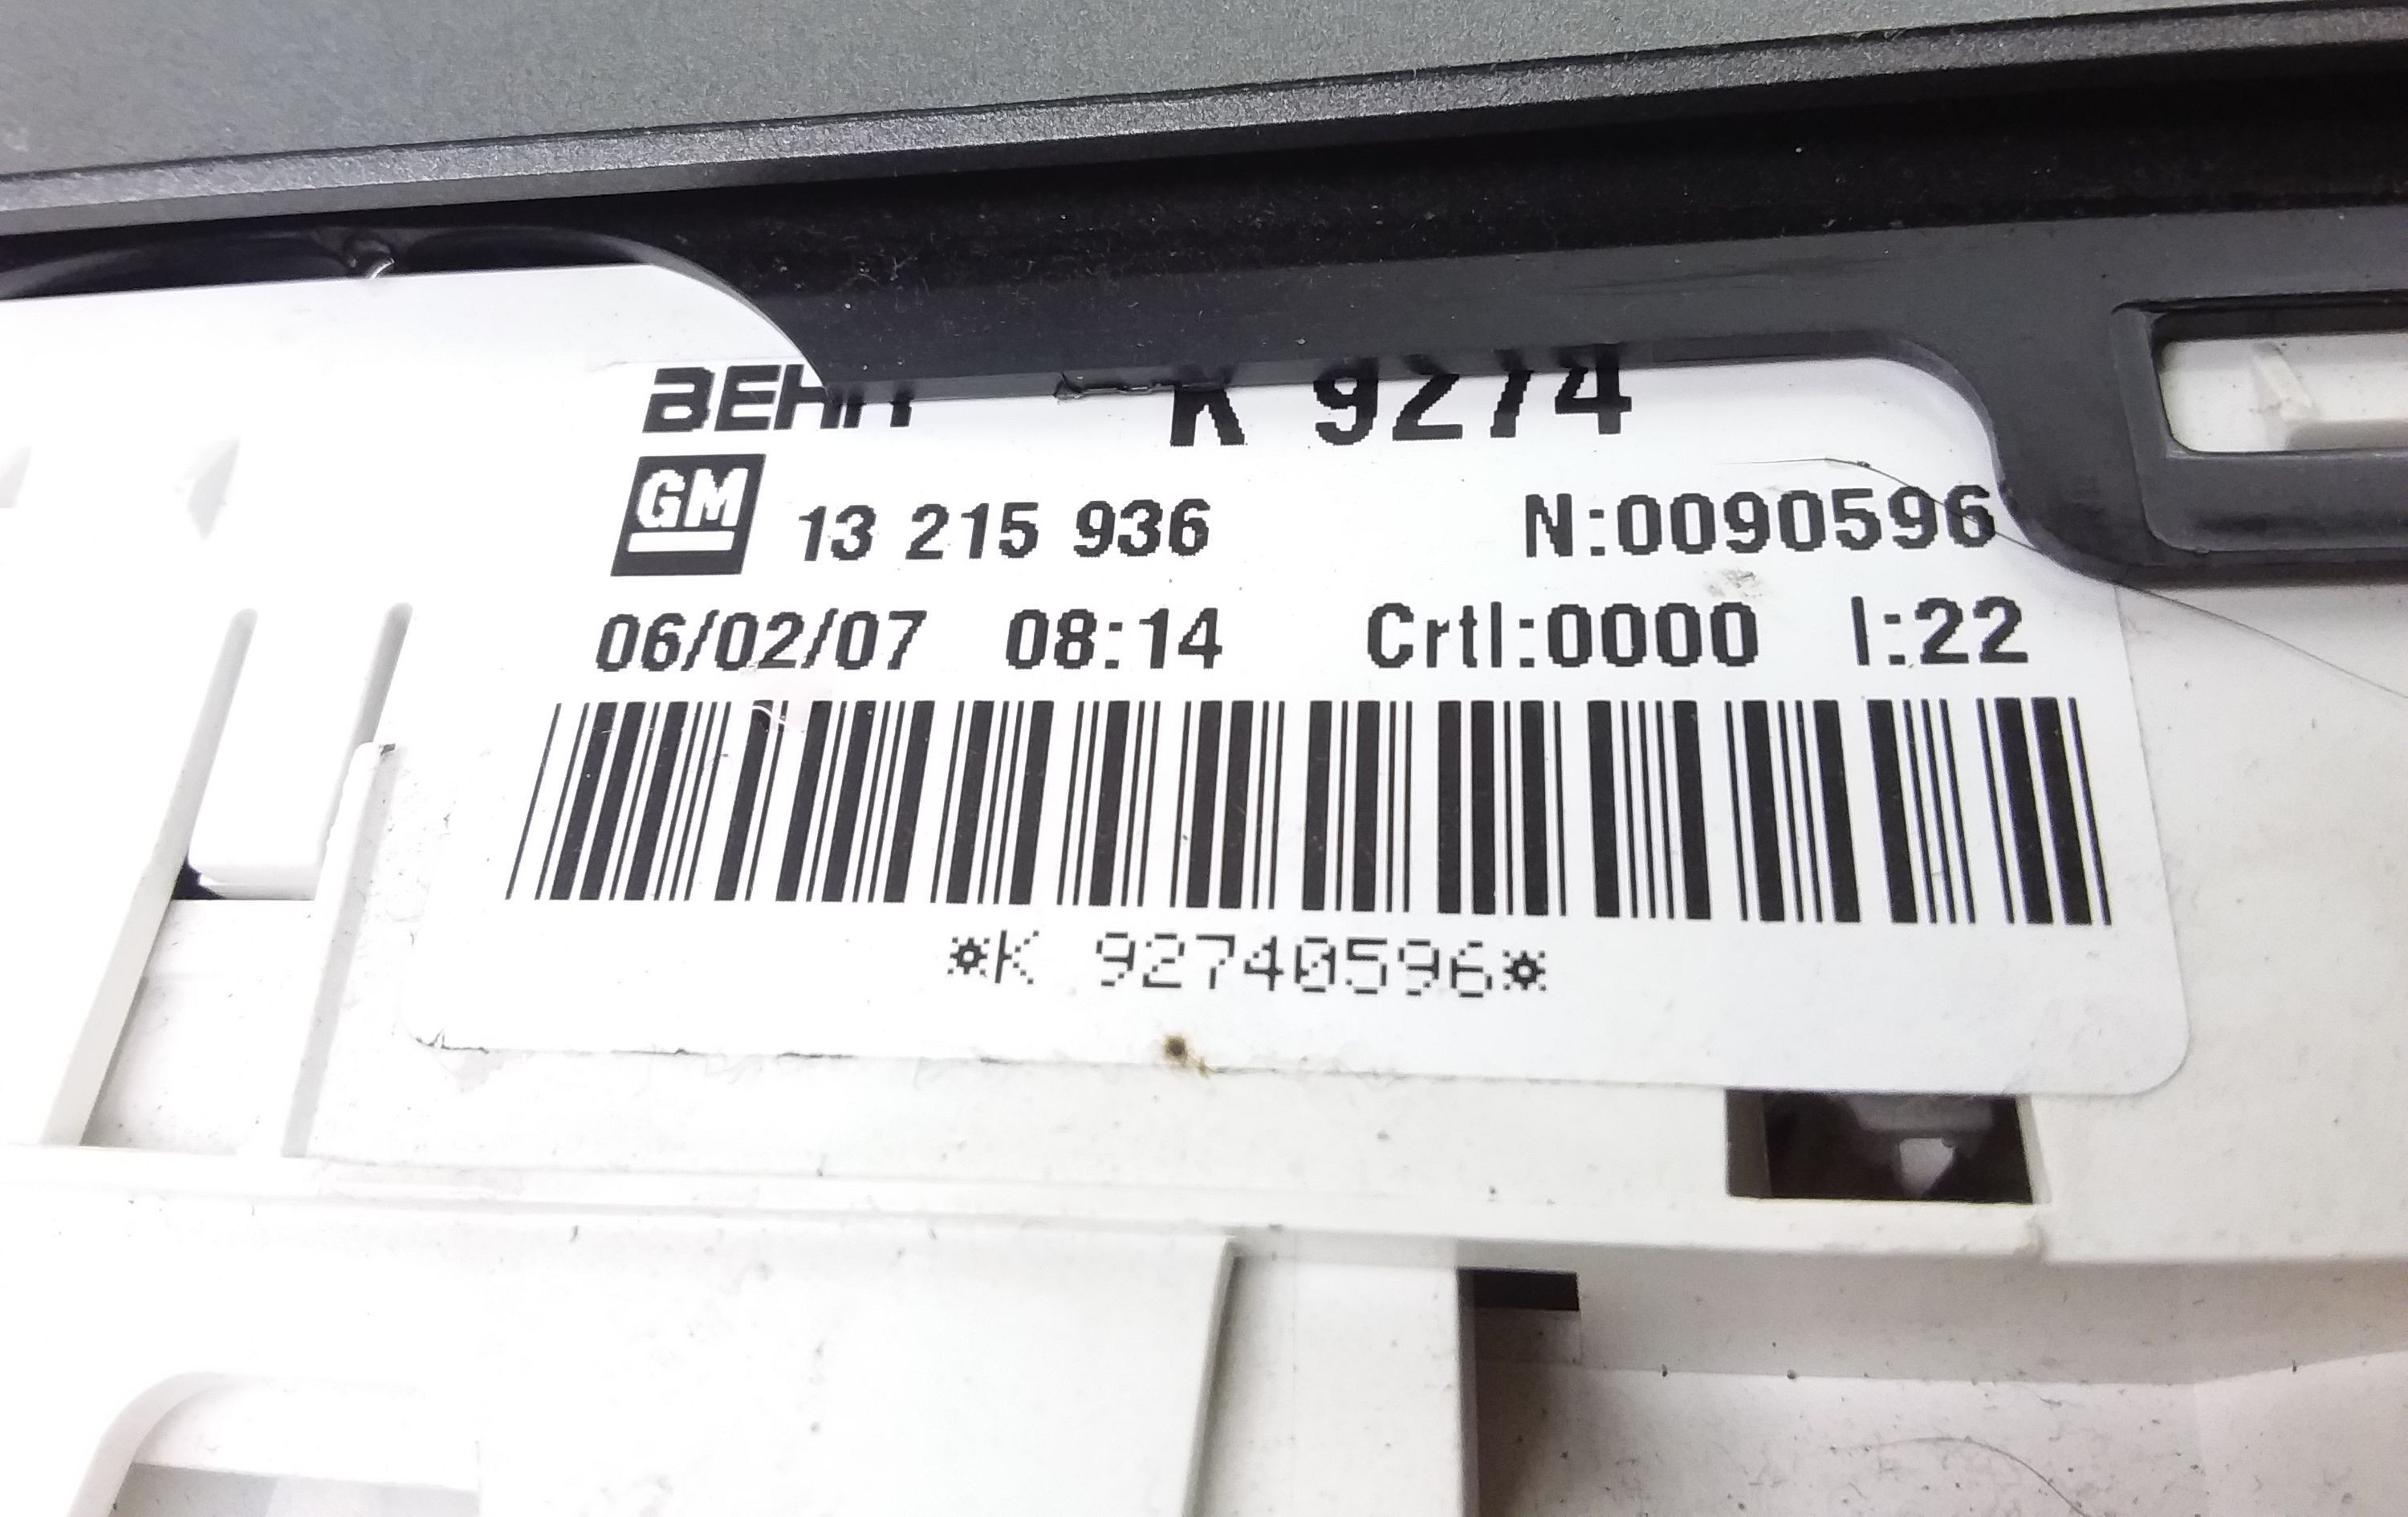 BEHR K 9274
GM 13 215 936 N:0090596
06/02/07 08:14 Crtl:0000 I:22
*K 92740596*